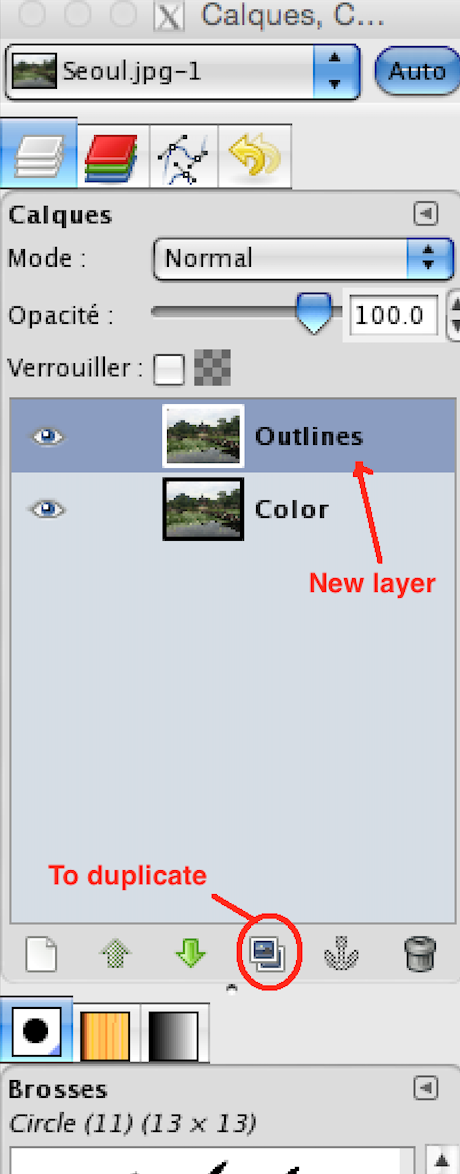 Calques, C...
Seoul.jpg-1
Auto
Calques
Mode :
Normal
Opacité :
100.0
Verrouiller :
Outlines
Color
New layer
To duplicate
Brosses
Circle (11) (13 × 13)